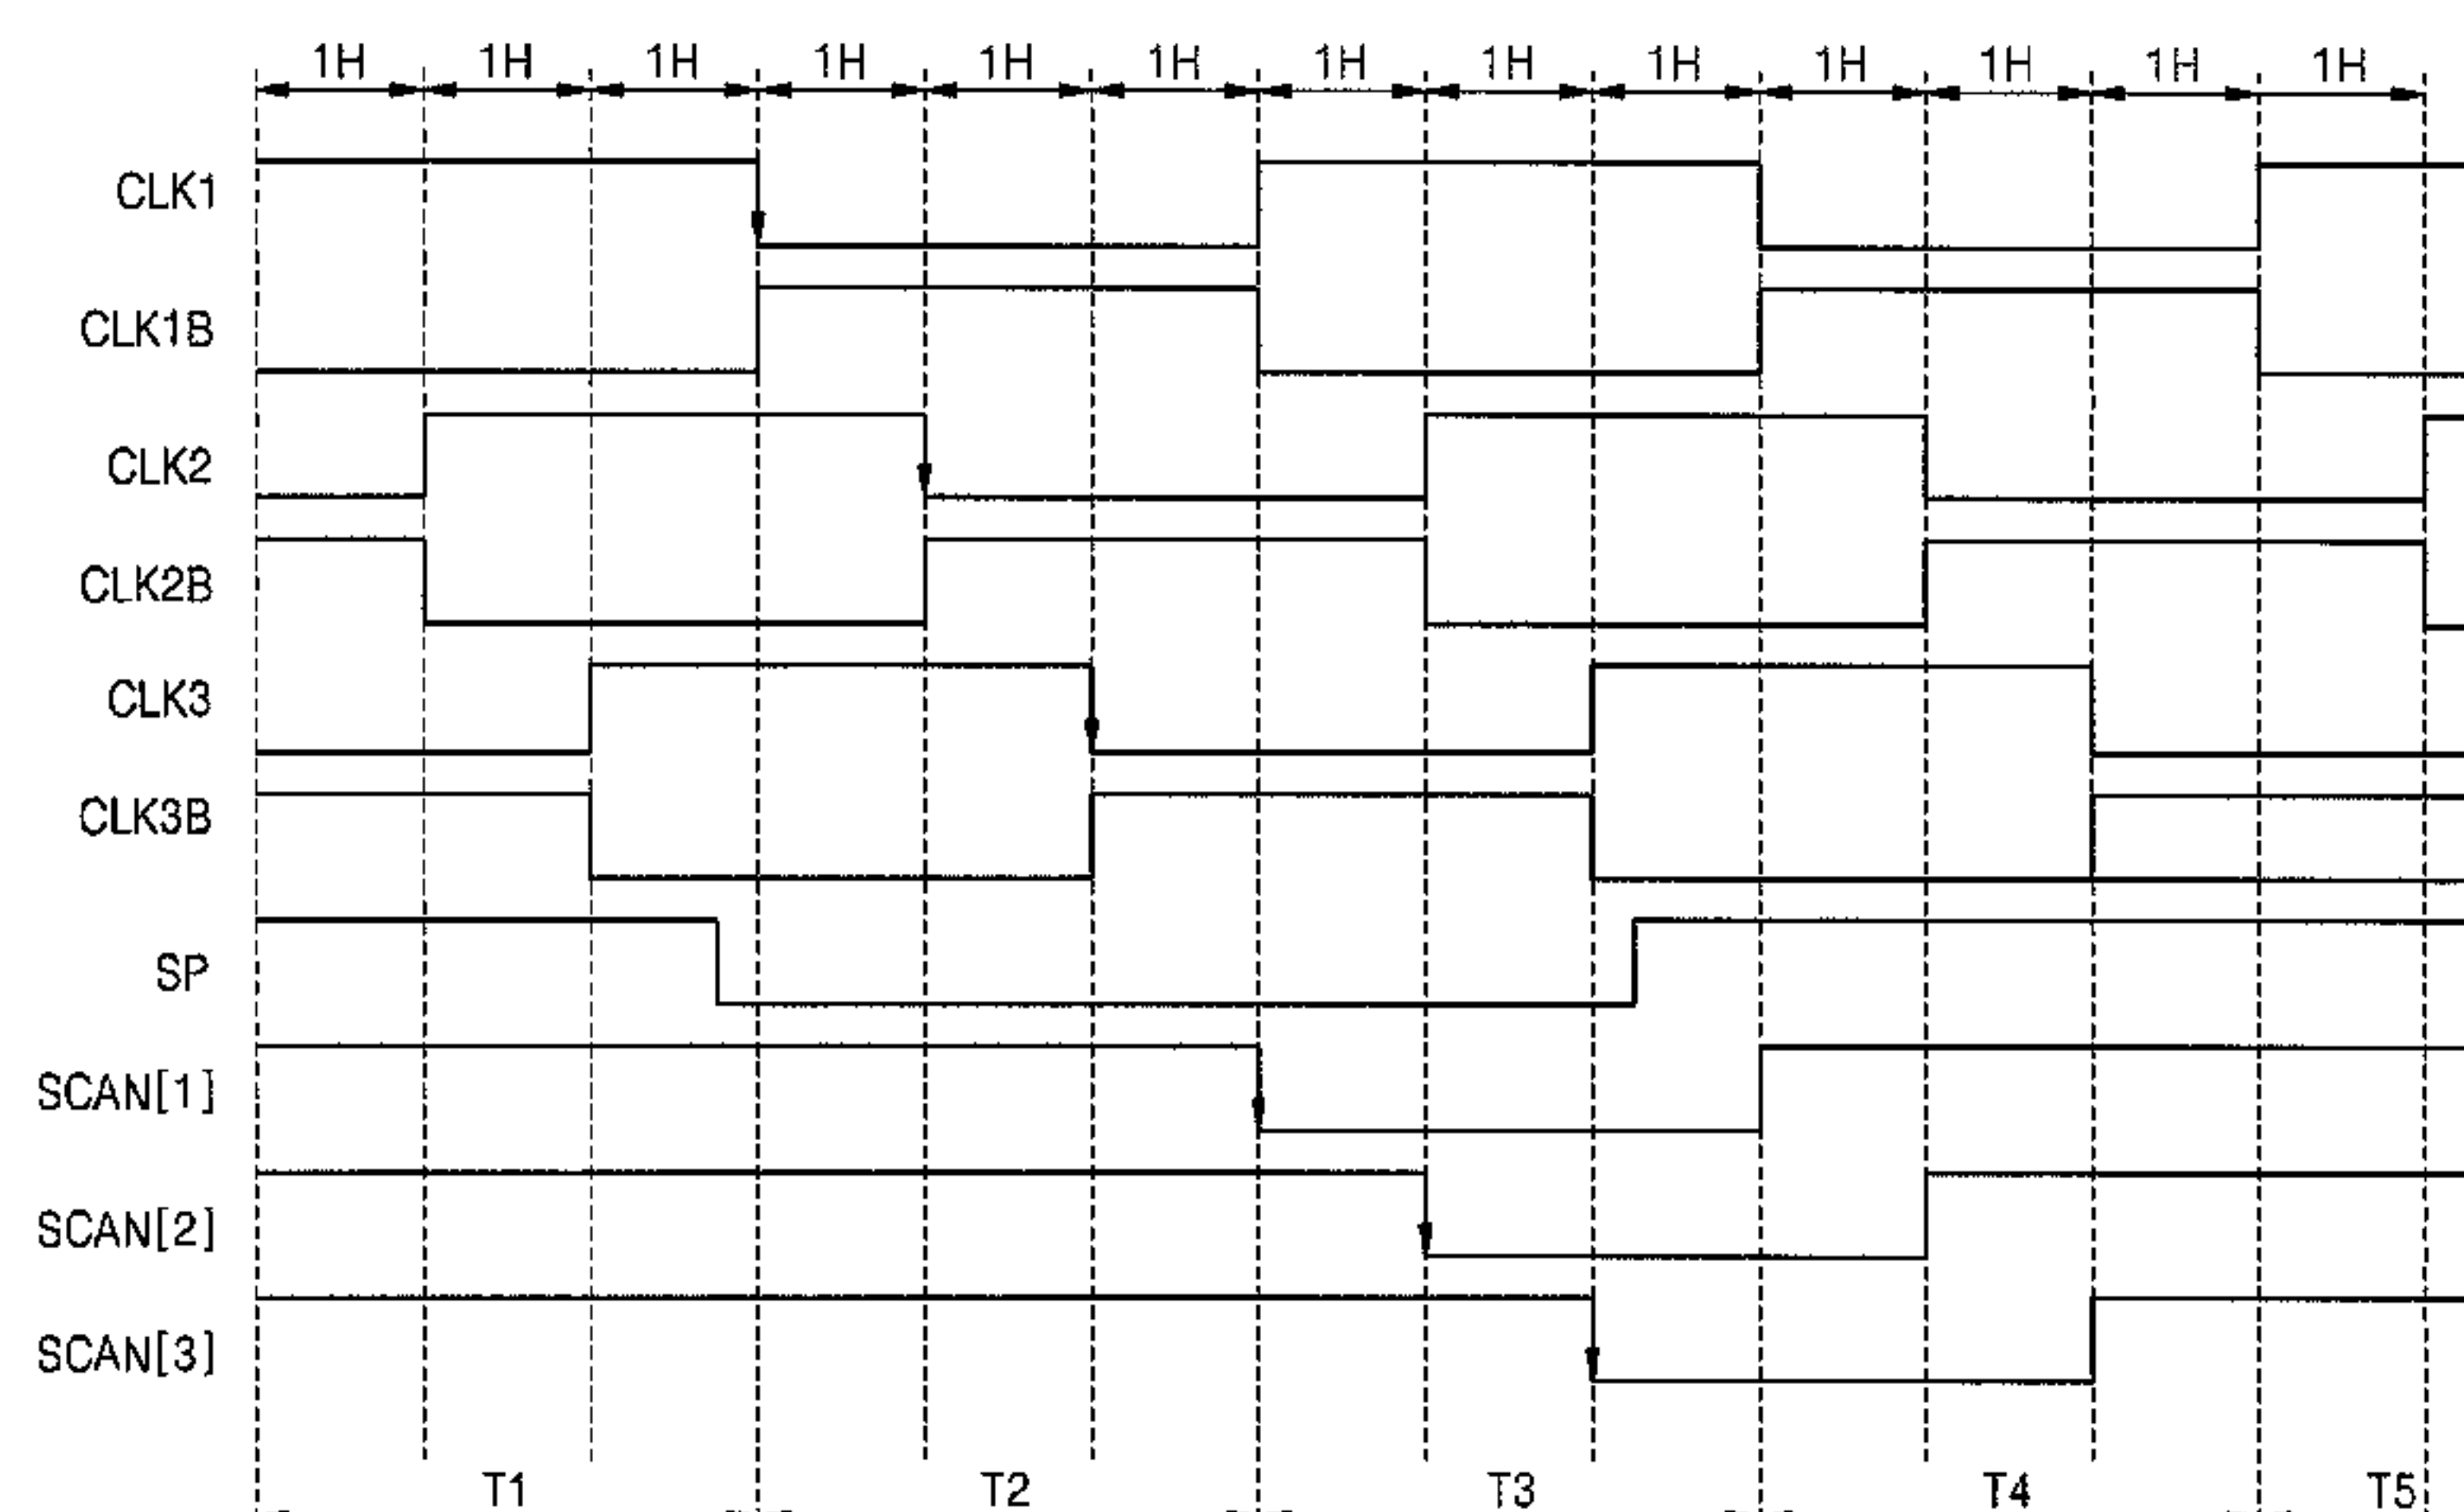 1H 1H 1H 1H 1H 1H 1H 1H 1H 1H 1H 1H 1H
CLK1
CLK1B
CLK2
CLK2B
CLK3
CLK3B
SP
SCAN[1]
SCAN[2]
SCAN[3]
T1 T2 T3 T4 T5